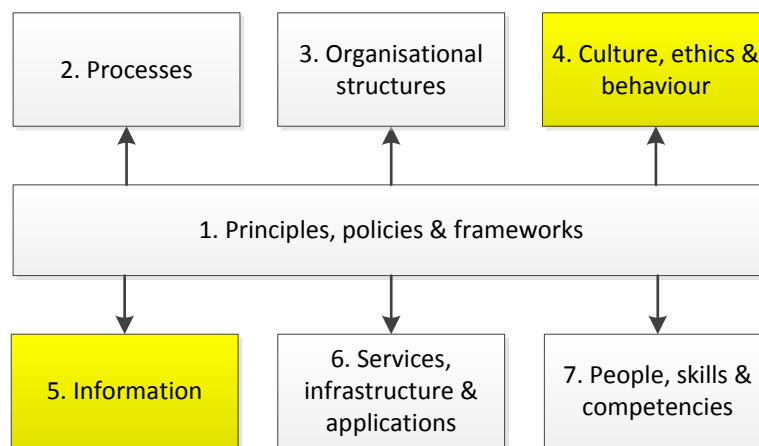 2. Processes
3. Organisational
structures
4. Culture, ethics &
behaviour
1. Principles, policies & frameworks
5. Information
6. Services,
infrastructure &
applications
7. People, skills &
competencies